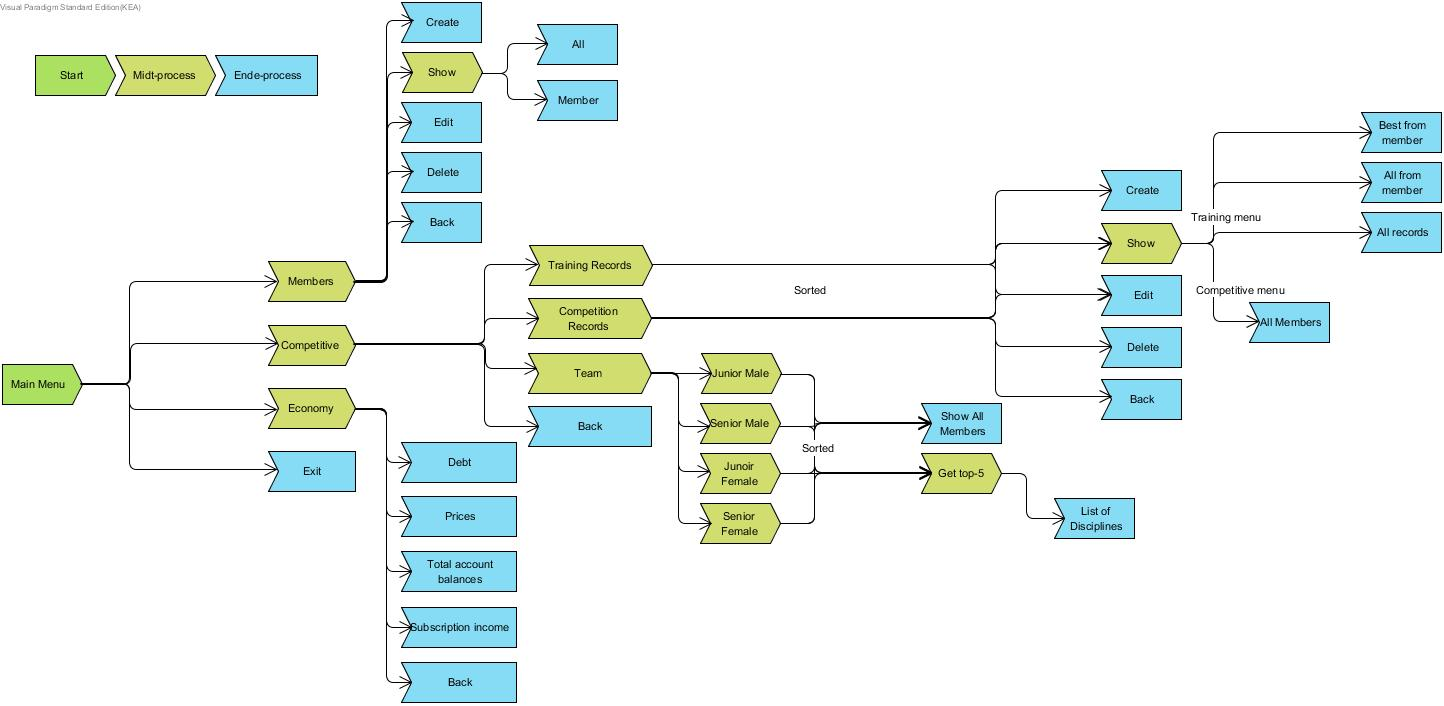 Visual Paradigm Standard Edition(KEA)
Start
Midt-process
Ende-process
Create
Show
Edit
Delete
Back
All
Member
Main Menu
Members
Competitive
Economy
Exit
Training Records
Competition
Records
Team
Back
Sorted
Debt
Prices
Total account
balances
Subscription income
Back
Junior Male
Senior Male
Junoir
Female
Senior
Female
Sorted
Show All
Members
Get top-5
List of
Disciplines
Create
Show
Edit
Delete
Back
Training menu
Competitive menu
Best from
member
All from
member
All records
All Members